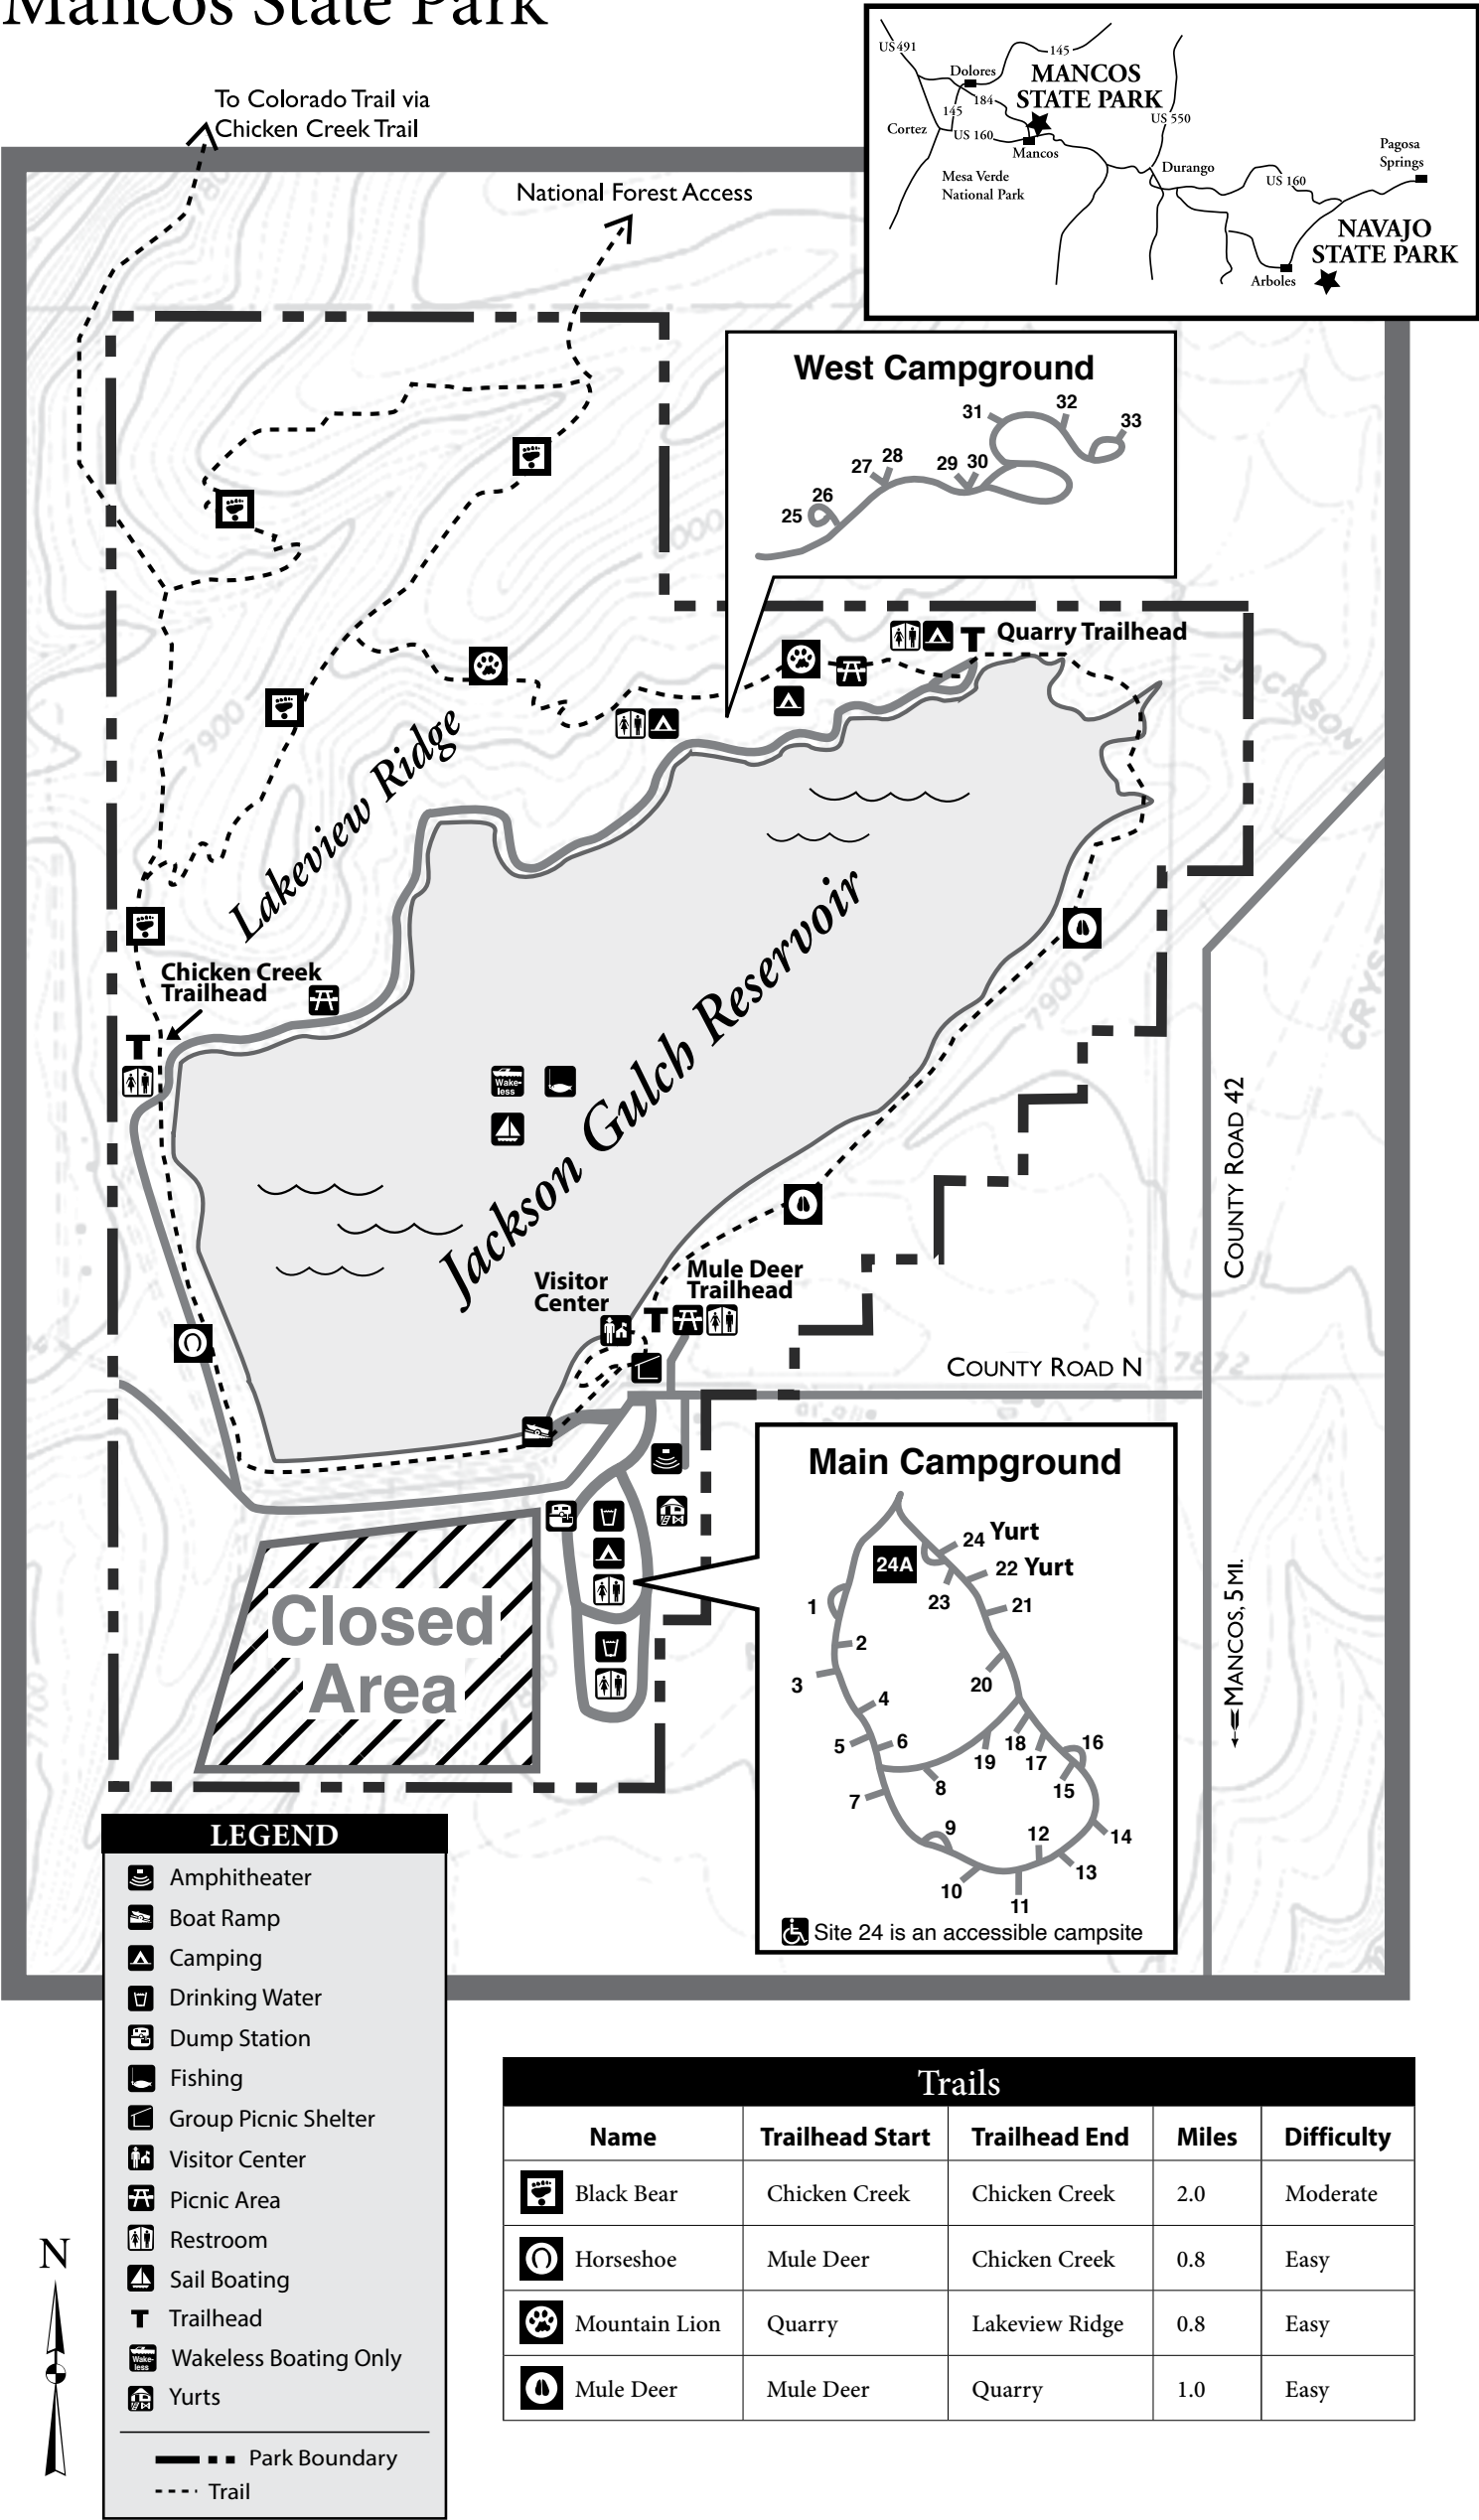 Mancos State Park
US 491
145
Dolores
MANCOS
STATE PARK
184
145
US 550
Cortez
US 160
Mancos
Pagosa
Springs
Durango
Mesa Verde
National Park
US 160
NAVAJO
STATE PARK
Arboles
To Colorado Trail via
Chicken Creek Trail
National Forest Access
West Campground
31
32
33
28
27
29
30
26
25
8000
Quarry Trailhead
JACKSON
7900
Lakeview Ridge
Jackson Gulch Reservoir
Chicken Creek
Trailhead
7900
Wake-
less
COUNTY ROAD 42
Visitor
Center
Mule Deer
Trailhead
COUNTY ROAD N
7872
Main Campground
24 Yurt
24A
22 Yurt
23
21
1
2
3
20
4
5
6
18
16
19
17
15
8
7
9
12
14
13
10
11
Site 24 is an accessible campsite
MANCOS, 5 MI.
Closed
Area
LEGEND
Amphitheater
Boat Ramp
Camping
Drinking Water
Dump Station
Fishing
Group Picnic Shelter
Visitor Center
Picnic Area
Restroom
Sail Boating
T Trailhead
Wake-
less
Wakeless Boating Only
Yurts
Park Boundary
Trail
N
Trails
Name Trailhead Start Trailhead End Miles Difficulty
Black Bear Chicken Creek Chicken Creek 2.0 Moderate
Horseshoe Mule Deer Chicken Creek 0.8 Easy
Mountain Lion Quarry Lakeview Ridge 0.8 Easy
Mule Deer Mule Deer Quarry 1.0 Easy